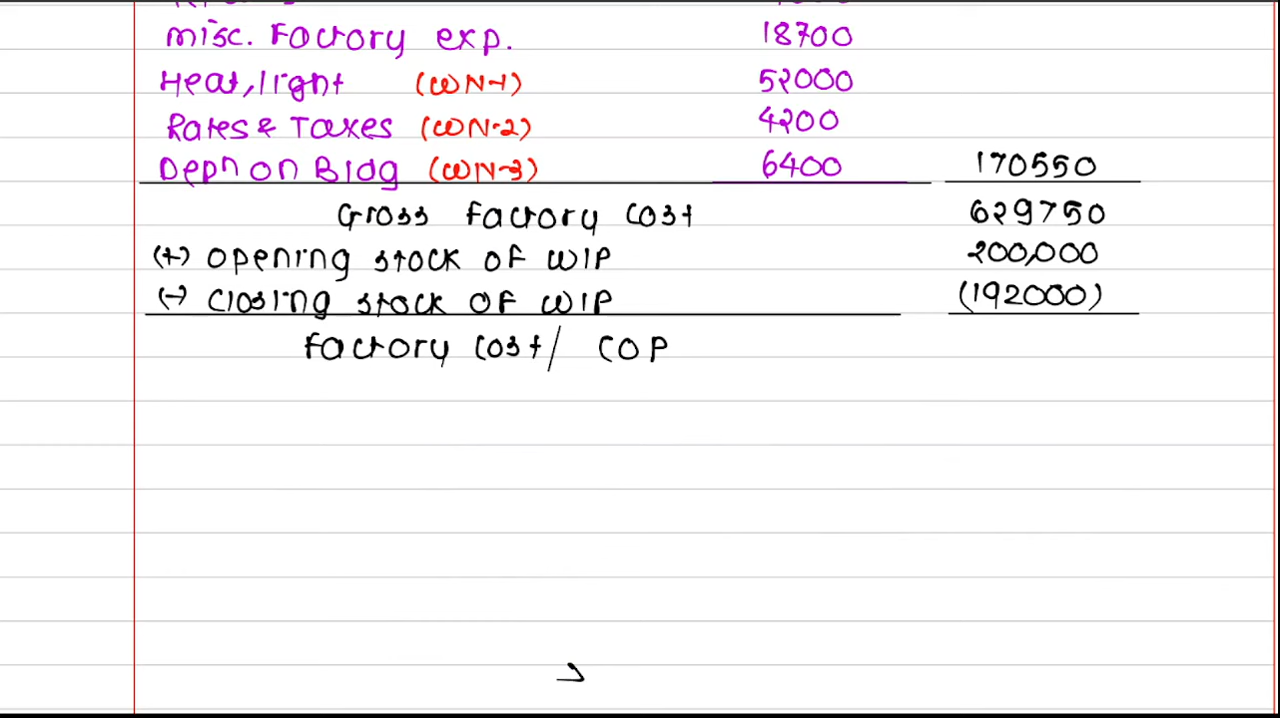 misc. Factory exp. 18700
Heat, light (WN-1) 52000
Rates & Taxes (WN-2) 4200
Depn on Bldg (WN-3) 6400 170550
Gross Factory Cost 629750
(+) Opening stock of WIP 200,000
(-) Closing stock of WIP (192000)
Factory Cost / COP